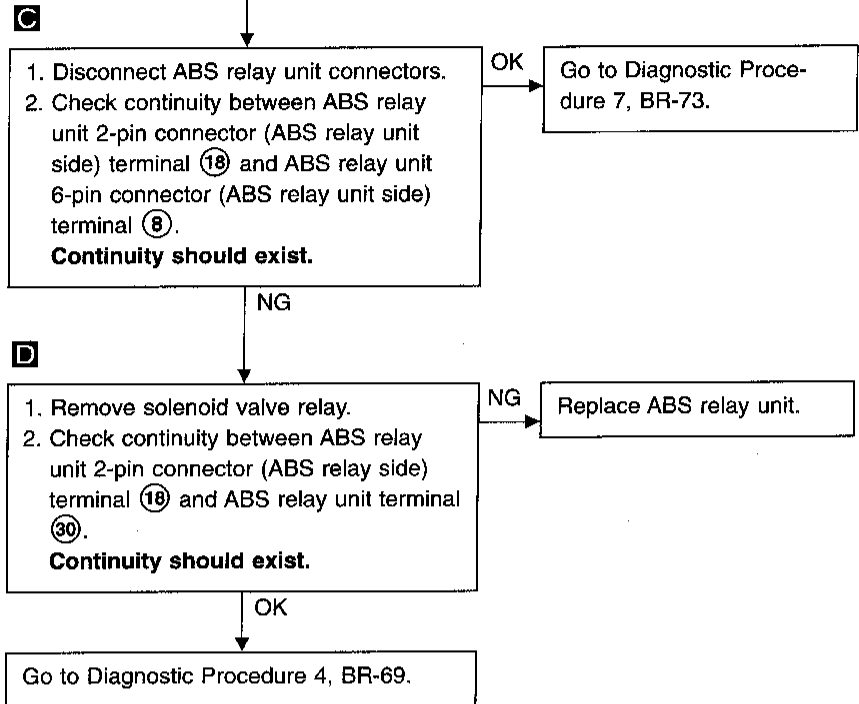 C
1. Disconnect ABS relay unit connectors.
2. Check continuity between ABS relay
unit 2-pin connector (ABS relay unit
side) terminal ⑱ and ABS relay unit
6-pin connector (ABS relay unit side)
terminal ⑧.
Continuity should exist.
OK
Go to Diagnostic Proce-
dure 7, BR-73.
NG
D
1. Remove solenoid valve relay.
2. Check continuity between ABS relay
unit 2-pin connector (ABS relay side)
terminal ⑱ and ABS relay unit terminal
㉚.
Continuity should exist.
NG
Replace ABS relay unit.
OK
Go to Diagnostic Procedure 4, BR-69.